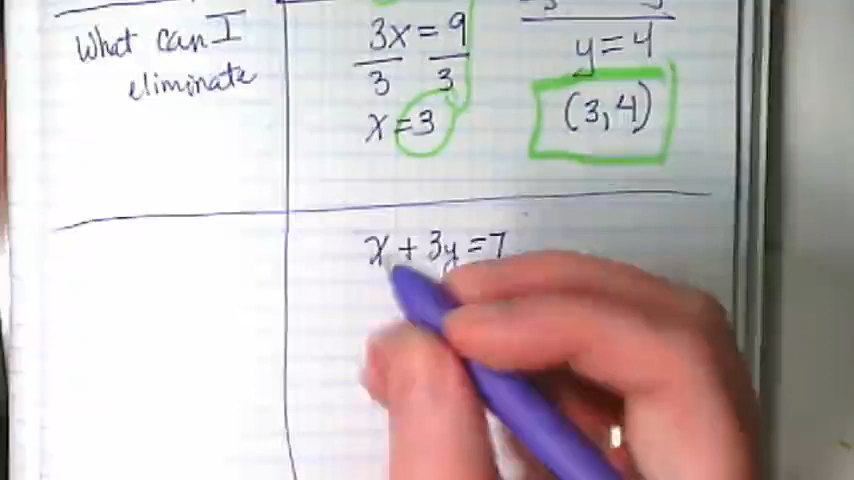 What can I
eliminate
3x = 9
3 3
x = 3
y = 4
(3,4)
x + 3y = 7